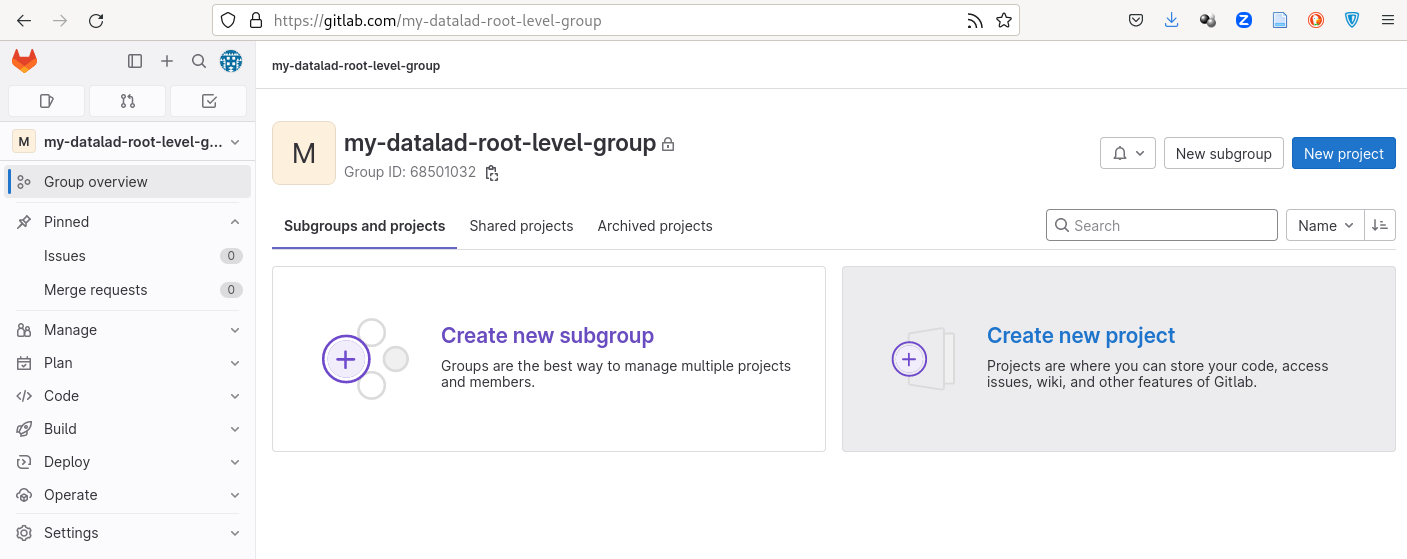 https://gitlab.com/my-datalad-root-level-group
my-datalad-root-level-group
M my-datalad-root-level-g...
Group overview
Pinned
Issues 0
Merge requests 0
Manage
Plan
Code
Build
Deploy
Operate
Settings
M
my-datalad-root-level-group
Group ID: 68501032
New subgroup
New project
Subgroups and projects Shared projects Archived projects
Search
Name
Create new subgroup
Groups are the best way to manage multiple projects
and members.
Create new project
Projects are where you can store your code, access
issues, wiki, and other features of Gitlab.